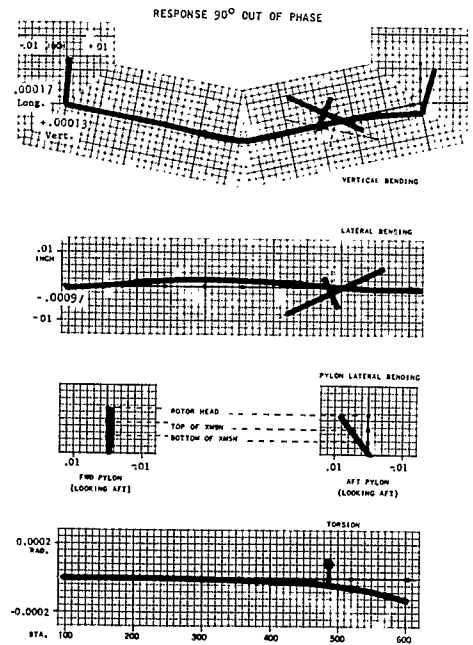 RESPONSE 90° OUT OF PHASE
-.01 INCH +.01
.00017
Long.
+.00013
Vert.
VERTICAL BENDING
LATERAL BENDING
.01
INCH
-.0009
-.01
PYLON LATERAL BENDING
ROTOR HEAD
TOP OF XMSN
BOTTOM OF XMSN
.01 -.01
FWD PYLON
(LOOKING AFT)
.01 -.01
AFT PYLON
(LOOKING AFT)
TORSION
0.0002
RAD.
-0.0002
STA. 100 200 300 400 500 600